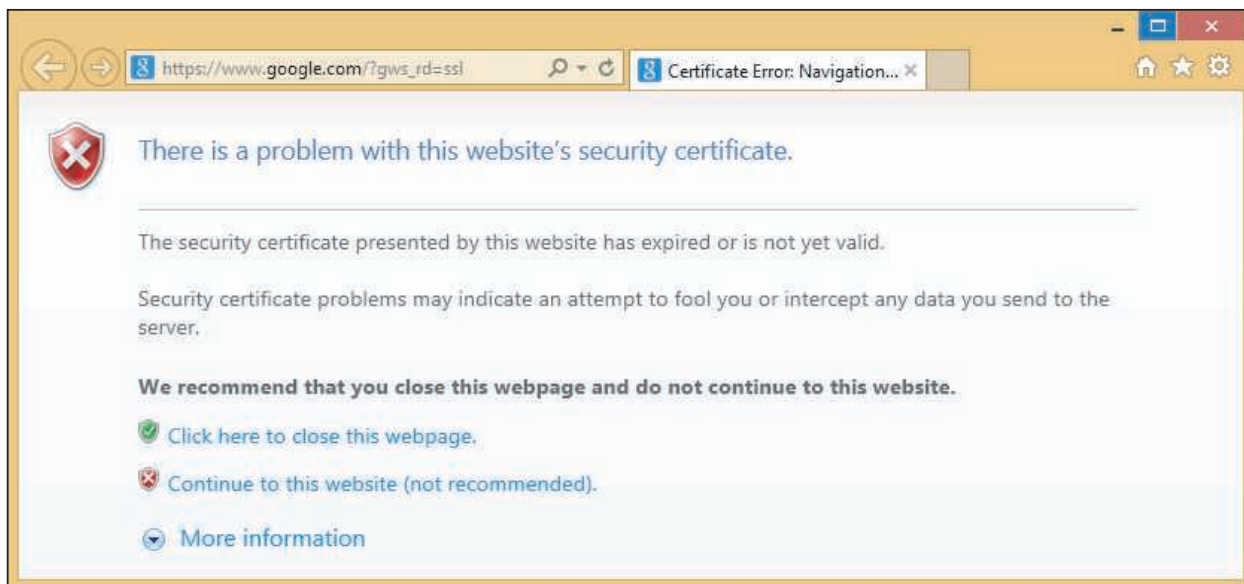 https://www.google.com/?gws_rd=ssl
Certificate Error: Navigation...
There is a problem with this website's security certificate.
The security certificate presented by this website has expired or is not yet valid.
Security certificate problems may indicate an attempt to fool you or intercept any data you send to the
server.
We recommend that you close this webpage and do not continue to this website.
Click here to close this webpage.
Continue to this website (not recommended).
More information